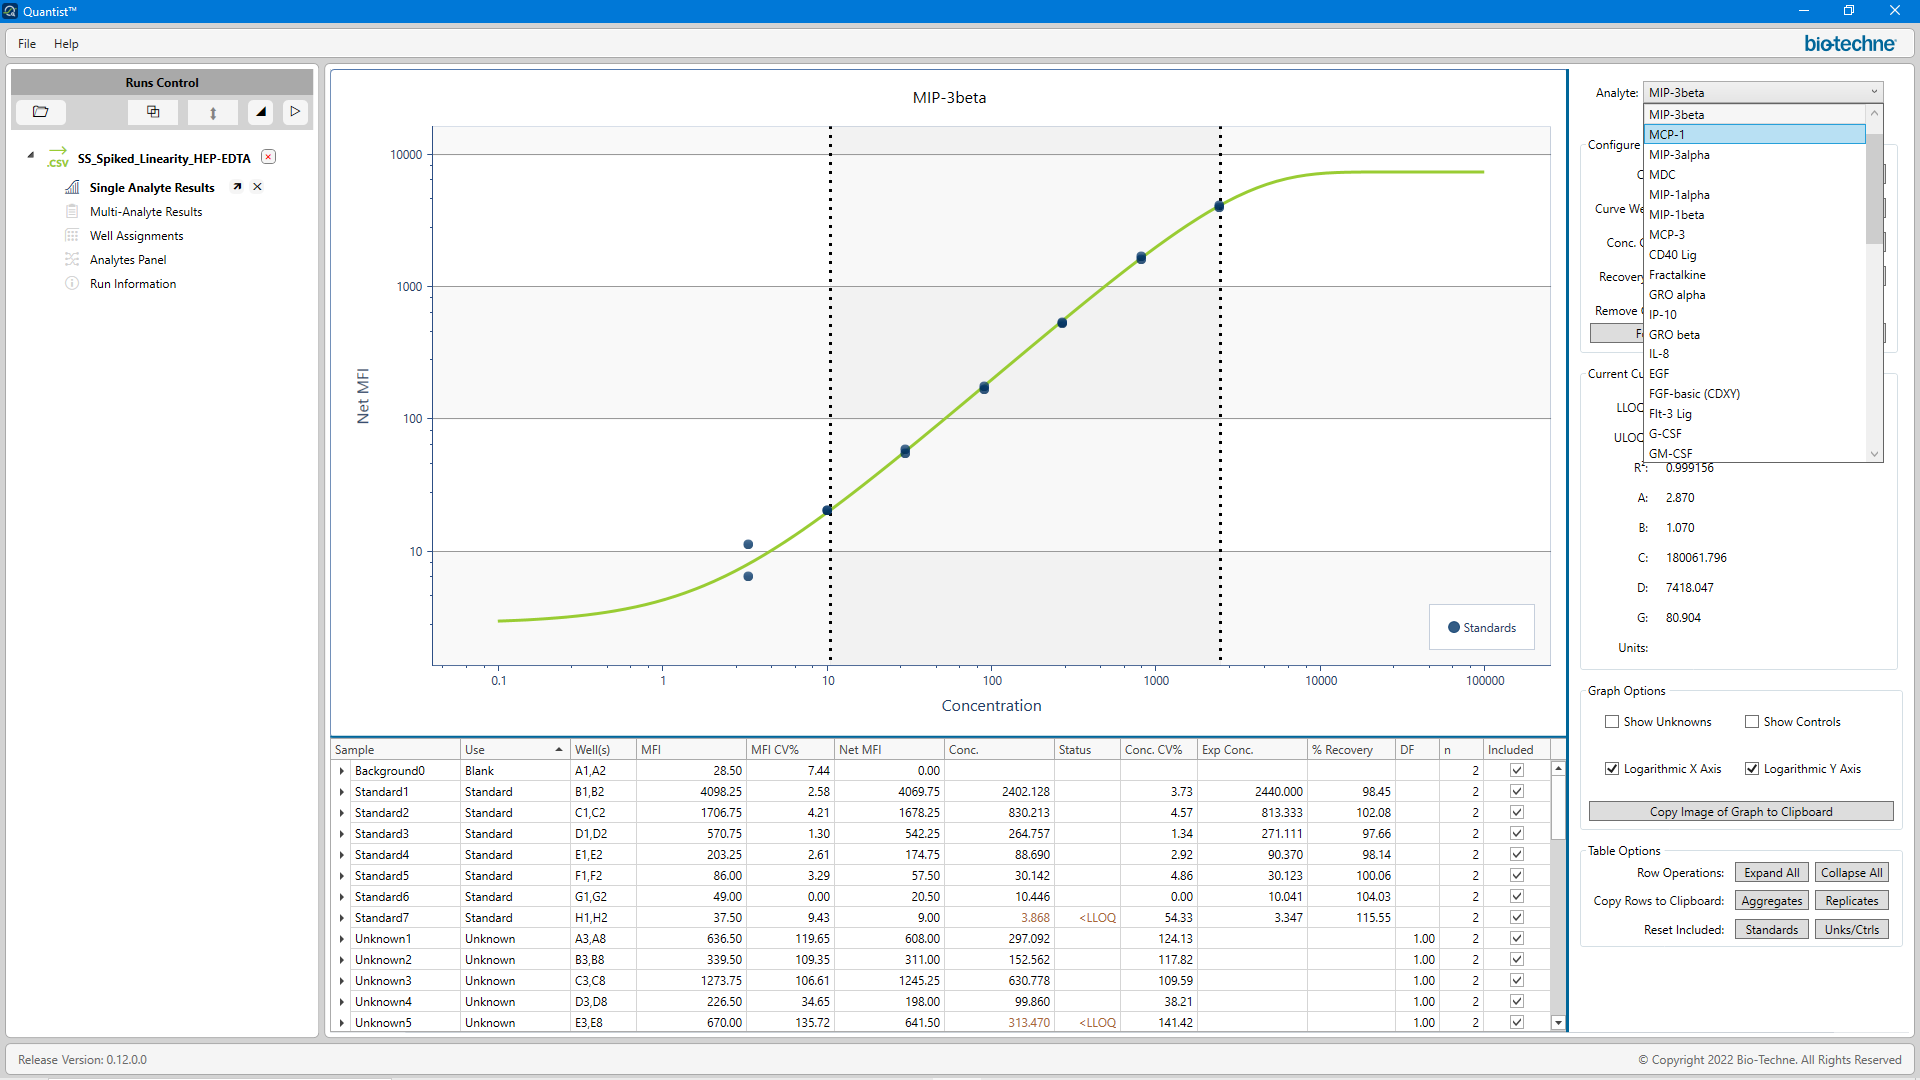 Quantist™
File Help
bio-techne
Runs Control
.CSV SS_Spiked_Linearity_HEP-EDTA
Single Analyte Results
Multi-Analyte Results
Well Assignments
Analytes Panel
Run Information
MIP-3beta
10000
1000
100
10
Net MFI
0.1 1 10 100 1000 10000 100000
Concentration
Standards
Sample Use Well(s) MFI MFI CV% Net MFI Conc. Status Conc. CV% Exp Conc. % Recovery DF n Included
Background0 Blank A1,A2 28.50 7.44 0.00 2
Standard1 Standard B1,B2 4098.25 2.58 4069.75 2402.128 3.73 2440.000 98.45 2
Standard2 Standard C1,C2 1706.75 4.21 1678.25 830.213 4.57 813.333 102.08 2
Standard3 Standard D1,D2 570.75 1.30 542.25 264.757 1.34 271.111 97.66 2
Standard4 Standard E1,E2 203.25 2.61 174.75 88.690 2.92 90.370 98.14 2
Standard5 Standard F1,F2 86.00 3.29 57.50 30.142 4.86 30.123 100.06 2
Standard6 Standard G1,G2 49.00 0.00 20.50 10.446 0.00 10.041 104.03 2
Standard7 Standard H1,H2 37.50 9.43 9.00 3.868 <LLOQ 54.33 3.347 115.55 2
Unknown1 Unknown A3,A8 636.50 119.65 608.00 297.092 124.13 1.00 2
Unknown2 Unknown B3,B8 339.50 109.35 311.00 152.562 117.82 1.00 2
Unknown3 Unknown C3,C8 1273.75 106.61 1245.25 630.778 109.59 1.00 2
Unknown4 Unknown D3,D8 226.50 34.65 198.00 99.860 38.21 1.00 2
Unknown5 Unknown E3,E8 670.00 135.72 641.50 313.470 <LLOQ 141.42 1.00 2
Analyte: MIP-3beta
MIP-3beta
MCP-1
MIP-3alpha
MDC
MIP-1alpha
MIP-1beta
MCP-3
CD40 Lig
Fractalkine
GRO alpha
IP-10
GRO beta
IL-8
EGF
FGF-basic (CDXY)
Flt-3 Lig
G-CSF
GM-CSF
Configure
Curve We
Conc. 
Recovery
Remove
Current Cu
LLOQ
ULOQ
R²: 0.999156
A: 2.870
B: 1.070
C: 180061.796
D: 7418.047
G: 80.904
Units:
Graph Options
Show Unknowns Show Controls
Logarithmic X Axis Logarithmic Y Axis
Copy Image of Graph to Clipboard
Table Options
Row Operations: Expand All Collapse All
Copy Rows to Clipboard: Aggregates Replicates
Reset Included: Standards Unks/Ctrls
Release Version: 0.12.0.0
© Copyright 2022 Bio-Techne. All Rights Reserved